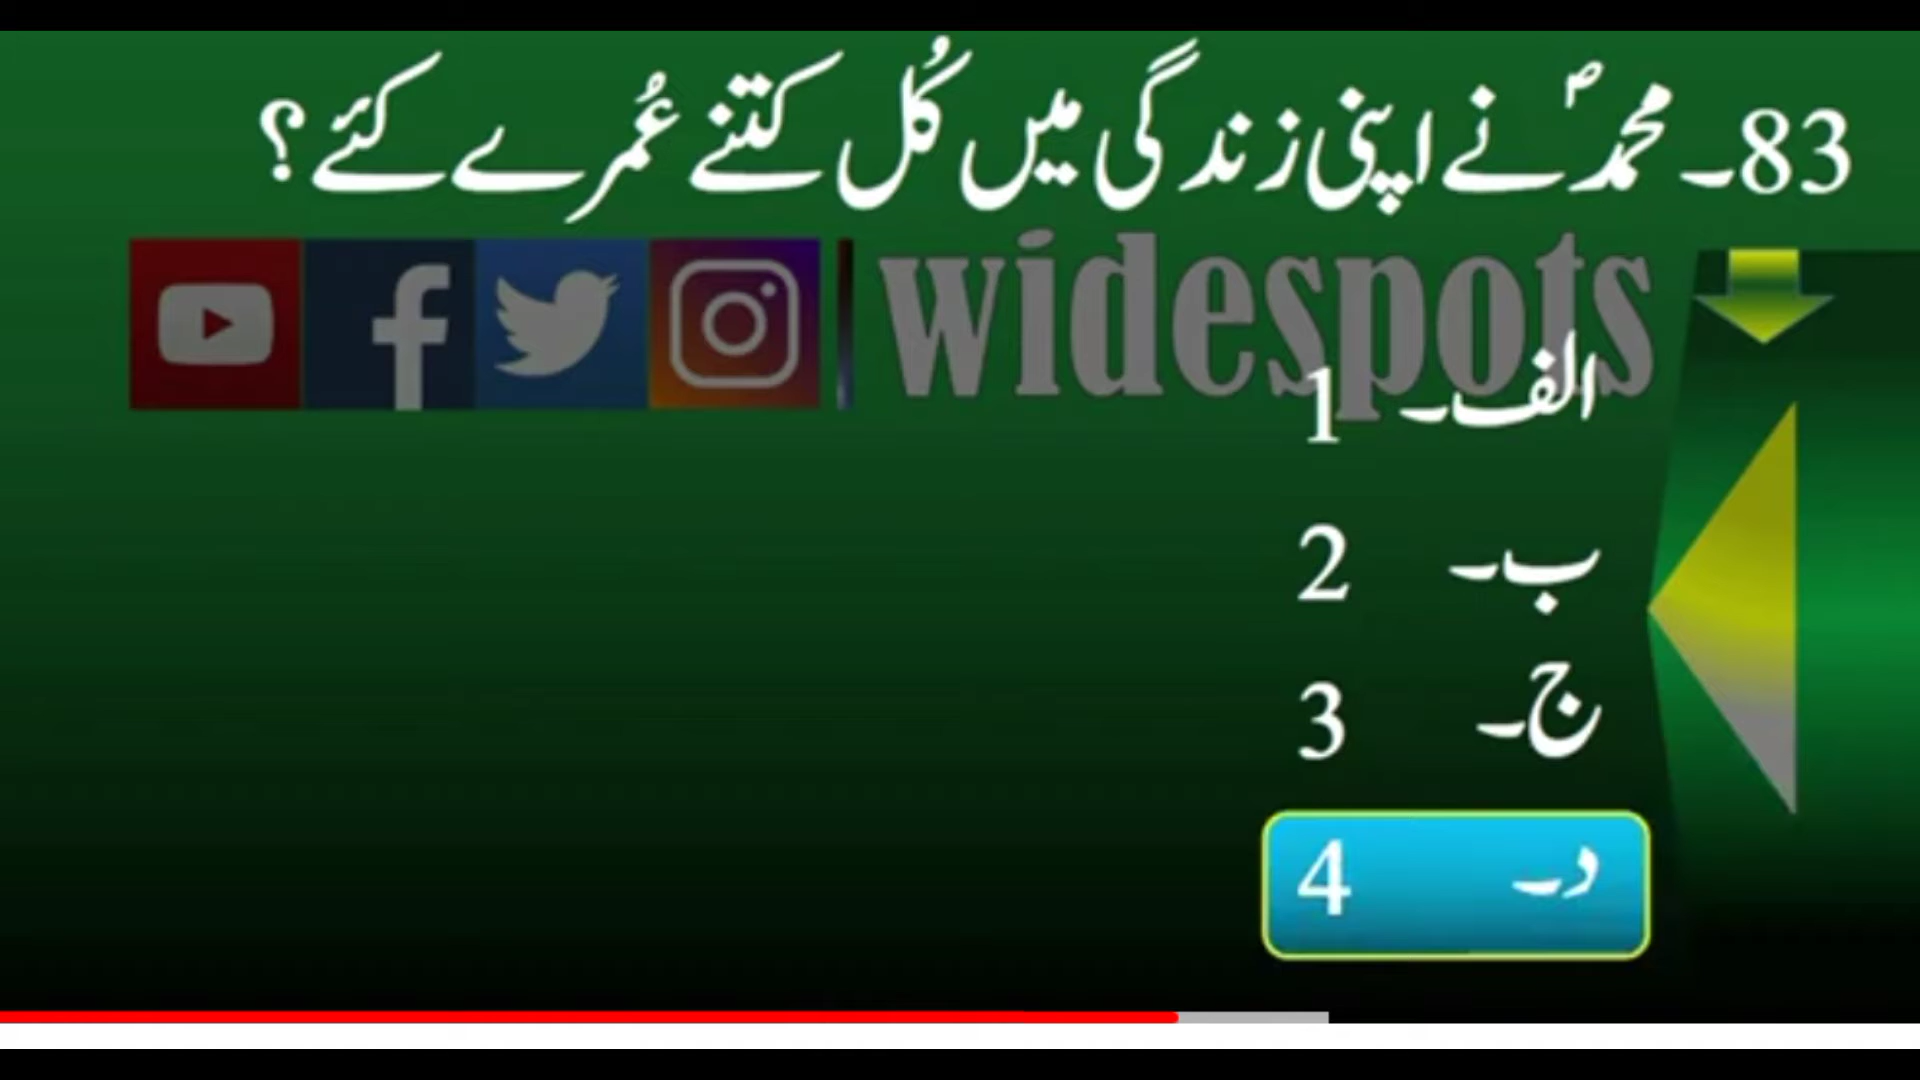 83۔ محمدؐ نے اپنی زندگی میں کُل کتنے عُمرے کئے؟
widespots
الف۔ 1
ب۔ 2
ج۔ 3
د۔ 4